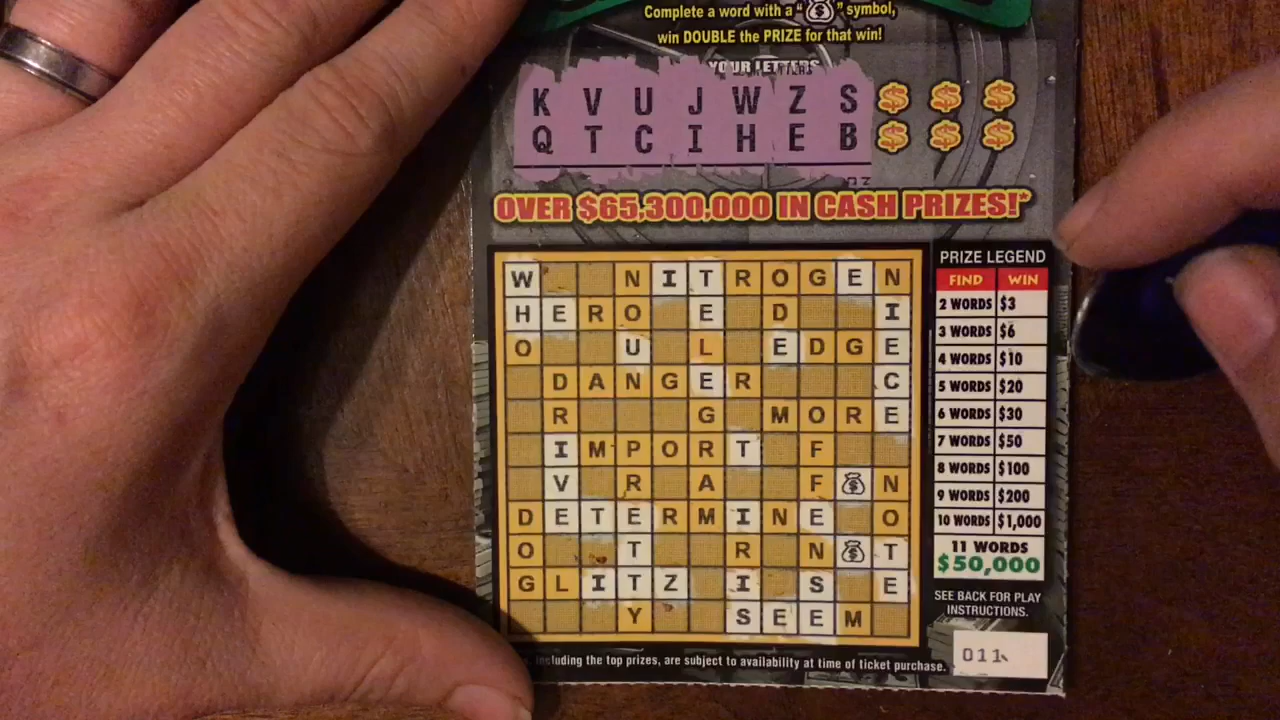 Complete a word with a " $ " symbol,
win DOUBLE the PRIZE for that win!
YOUR LETTERS
K V U J W Z S
Q T C I H E B
$ $ $
$ $ $
OVER $65,300,000 IN CASH PRIZES!*
W N I T R O G E N
H E R O E D I
O U L E D G E
D A N G E R C
R G M O R E
I M P O R T F
V R A F $ N
D E T E R M I N E O
O T R N $ T
G L I T Z I S E
Y S E E M
PRIZE LEGEND
FIND WIN
2 WORDS $3
3 WORDS $6
4 WORDS $10
5 WORDS $20
6 WORDS $30
7 WORDS $50
8 WORDS $100
9 WORDS $200
10 WORDS $1,000
11 WORDS
$50,000
SEE BACK FOR PLAY
INSTRUCTIONS.
011
including the top prizes, are subject to availability at time of ticket purchase.